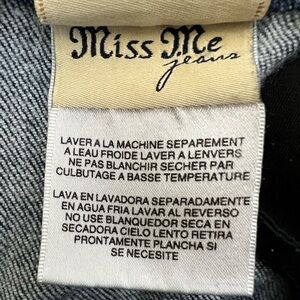 Miss Me
jeans
LAVER A LA MACHINE SEPAREMENT
A LEAU FROIDE LAVER A LENVERS
NE PAS BLANCHIR SECHER PAR
CULBUTAGE A BASSE TEMPERATURE
LAVA EN LAVADORA SEPARADAMENTE
EN AGUA FRIA LAVAR AL REVERSO
NO USE BLANQUEDOR SECA EN
SECADORA CIELO LENTO RETIRA
PRONTAMENTE PLANCHA SI
SE NECESITE